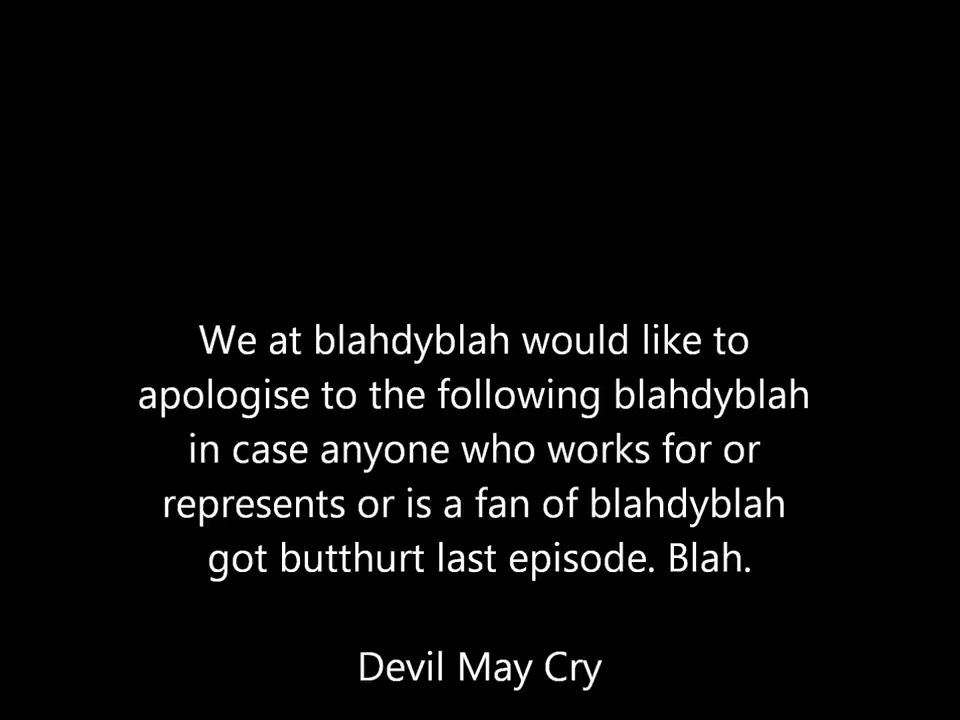 We at blahdyblah would like to
apologise to the following blahdyblah
in case anyone who works for or
represents or is a fan of blahdyblah
got butthurt last episode. Blah.
Devil May Cry